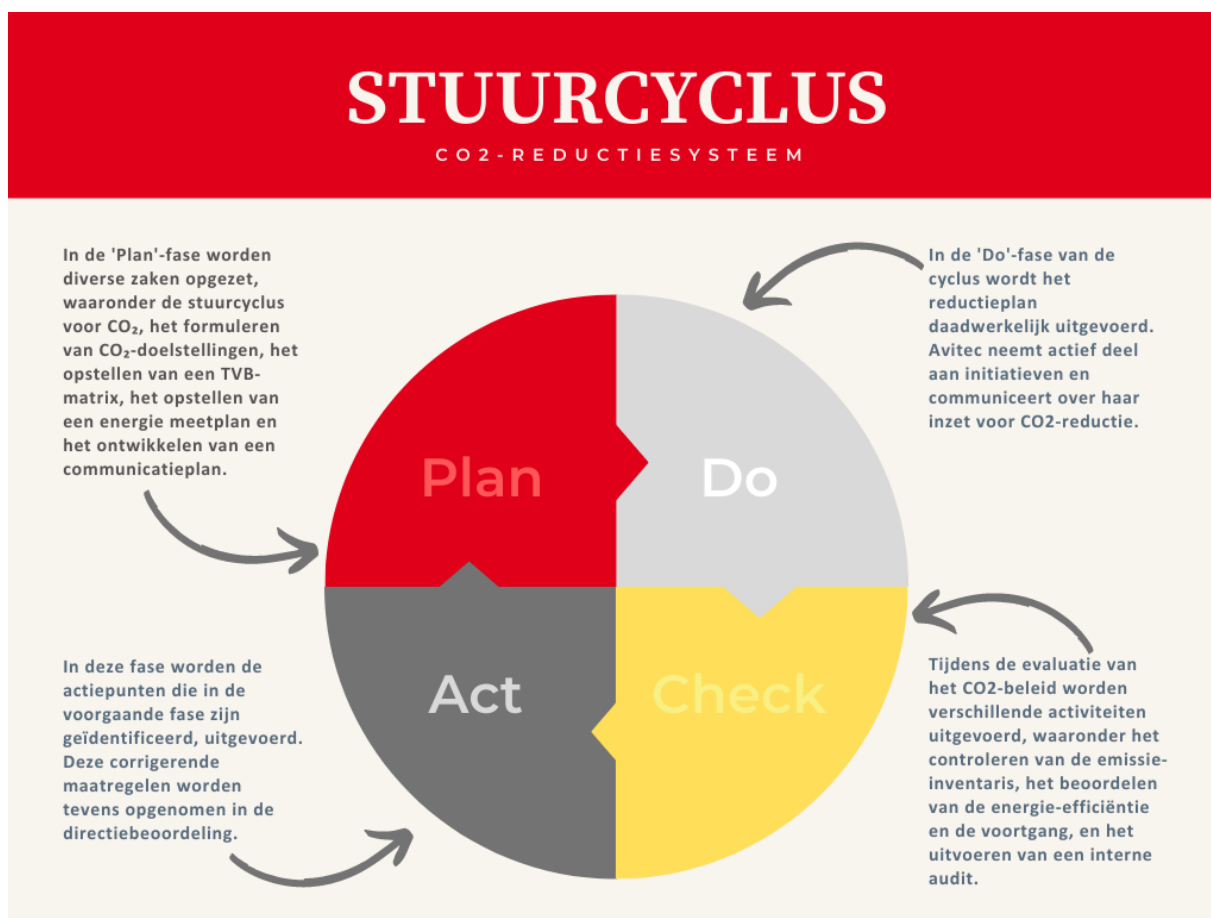 STUURCYCLUS
CO2-REDUCTIESYSTEEM
In de 'Plan'-fase worden
diverse zaken opgezet,
waaronder de stuurcyclus
voor CO₂, het formuleren
van CO₂-doelstellingen, het
opstellen van een TVB-
matrix, het opstellen van
een energie meetplan en
het ontwikkelen van een
communicatieplan.
In de 'Do'-fase van de
cyclus wordt het
reductieplan
daadwerkelijk uitgevoerd.
Avitec neemt actief deel
aan initiatieven en
communiceert over haar
inzet voor CO2-reductie.
Plan
Do
Act
Check
In deze fase worden de
actiepunten die in de
voorgaande fase zijn
geïdentificeerd, uitgevoerd.
Deze corrigerende
maatregelen worden
tevens opgenomen in de
directiebeoordeling.
Tijdens de evaluatie van
het CO2-beleid worden
verschillende activiteiten
uitgevoerd, waaronder het
controleren van de emissie-
inventaris, het beoordelen
van de energie-efficiëntie
en de voortgang, en het
uitvoeren van een interne
audit.